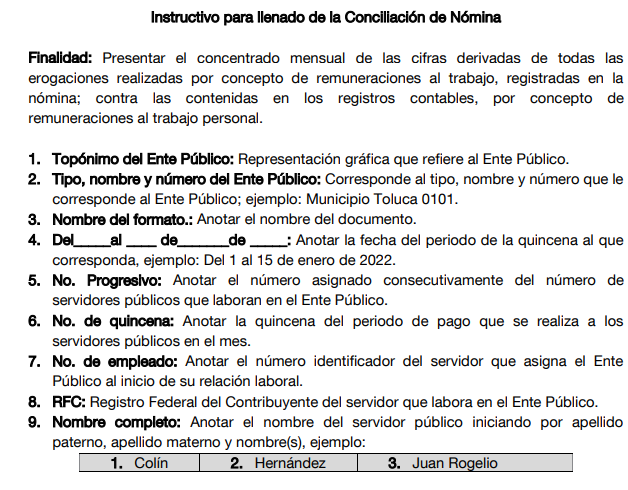 Instructivo para llenado de la Conciliación de Nómina
Finalidad: Presentar el concentrado mensual de las cifras derivadas de todas las
erogaciones realizadas por concepto de remuneraciones al trabajo, registradas en la
nómina; contra las contenidas en los registros contables, por concepto de
remuneraciones al trabajo personal.
1. Topónimo del Ente Público: Representación gráfica que refiere al Ente Público.
2. Tipo, nombre y número del Ente Público: Corresponde al tipo, nombre y número que le
corresponde al Ente Público; ejemplo: Municipio Toluca 0101.
3. Nombre del formato.: Anotar el nombre del documento.
4. Del_____al ____ de_______de _____: Anotar la fecha del periodo de la quincena al que
corresponda, ejemplo: Del 1 al 15 de enero de 2022.
5. No. Progresivo: Anotar el número asignado consecutivamente del número de
servidores públicos que laboran en el Ente Público.
6. No. de quincena: Anotar la quincena del periodo de pago que se realiza a los
servidores públicos en el mes.
7. No. de empleado: Anotar el número identificador del servidor que asigna el Ente
Público al inicio de su relación laboral.
8. RFC: Registro Federal del Contribuyente del servidor que labora en el Ente Público.
9. Nombre completo: Anotar el nombre del servidor público iniciando por apellido
paterno, apellido materno y nombre(s), ejemplo:
1. Colín 2. Hernández 3. Juan Rogelio